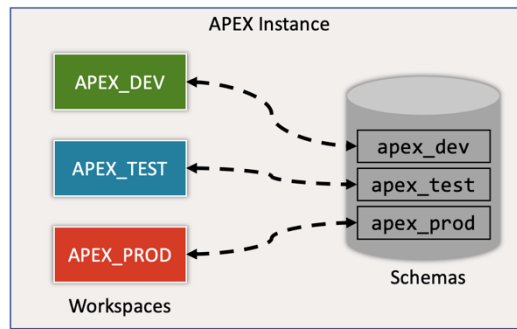 APEX Instance
APEX_DEV
APEX_TEST
APEX_PROD
Workspaces
apex_dev
apex_test
apex_prod
Schemas